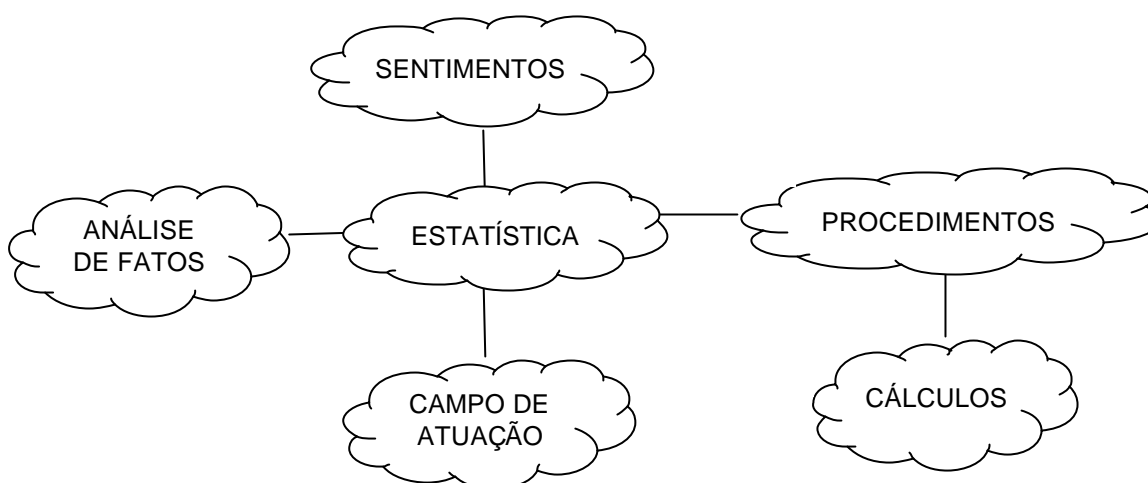 SENTIMENTOS
ANÁLISE
DE FATOS
ESTATÍSTICA
PROCEDIMENTOS
CAMPO DE
ATUAÇÃO
CÁLCULOS